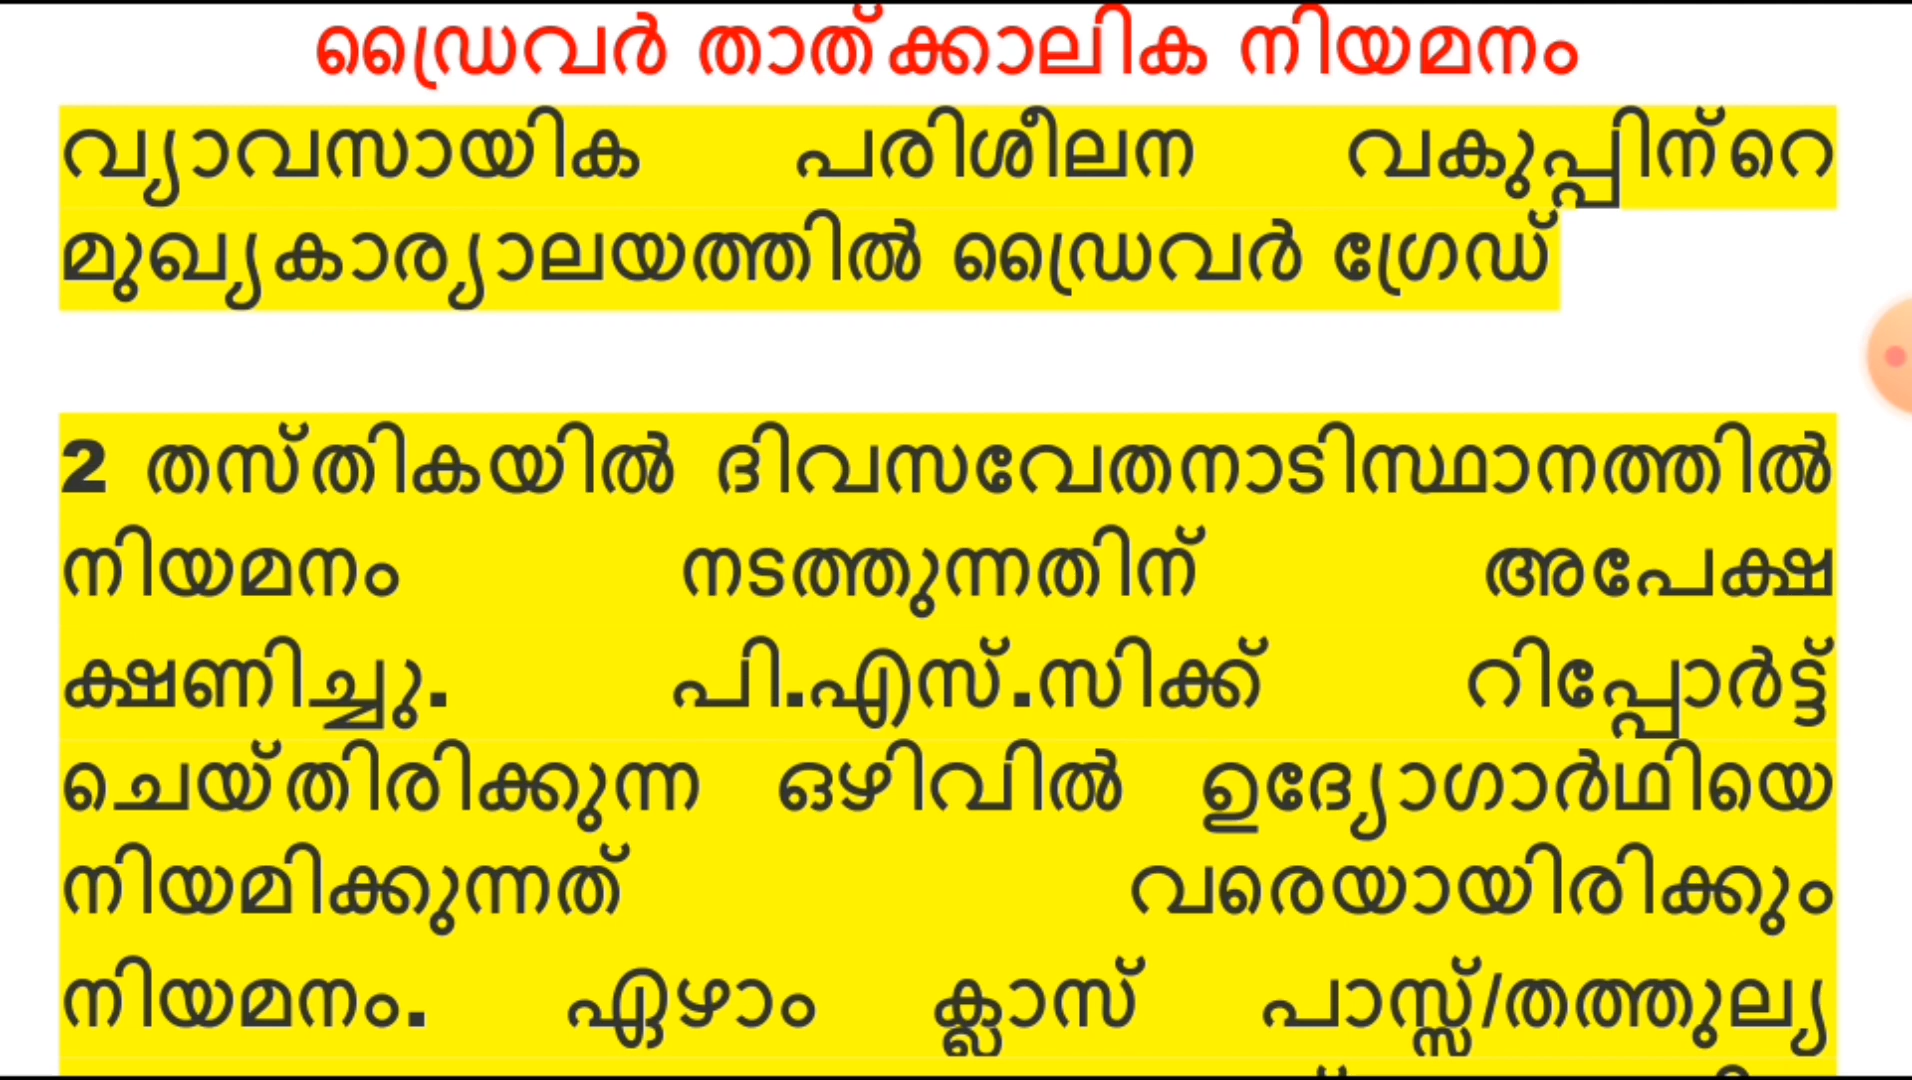 ഡ്രൈവർ താത്ക്കാലിക നിയമനം
വ്യാവസായിക പരിശീലന വകുപ്പിന്റെ
മുഖ്യകാര്യാലയത്തിൽ ഡ്രൈവർ ഗ്രേഡ്
2 തസ്തികയിൽ ദിവസവേതനാടിസ്ഥാനത്തിൽ
നിയമനം നടത്തുന്നതിന് അപേക്ഷ
ക്ഷണിച്ചു. പി.എസ്.സിക്ക് റിപ്പോർട്ട്
ചെയ്തിരിക്കുന്ന ഒഴിവിൽ ഉദ്യോഗാർഥിയെ
നിയമിക്കുന്നത് വരെയായിരിക്കും
നിയമനം. ഏഴാം ക്ലാസ് പാസ്സ്/തത്തുല്യ